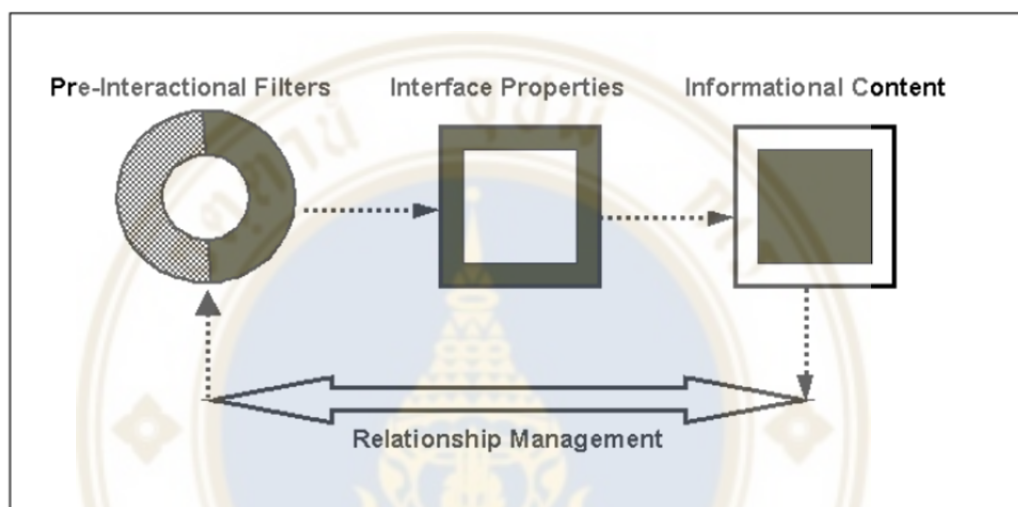 Pre-Interactional Filters
Interface Properties
Informational Content
Relationship Management